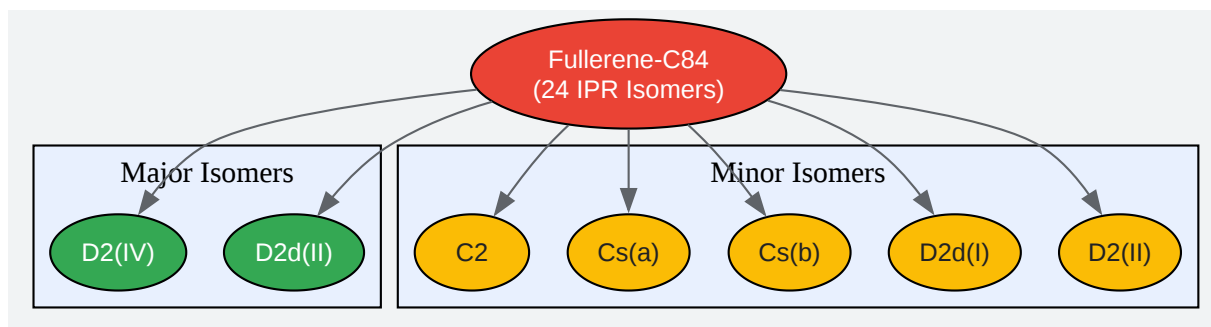 Fullerene-C84
(24 IPR Isomers)
Major Isomers
Minor Isomers
D2(IV)
D2d(II)
C2
Cs(a)
Cs(b)
D2d(I)
D2(II)